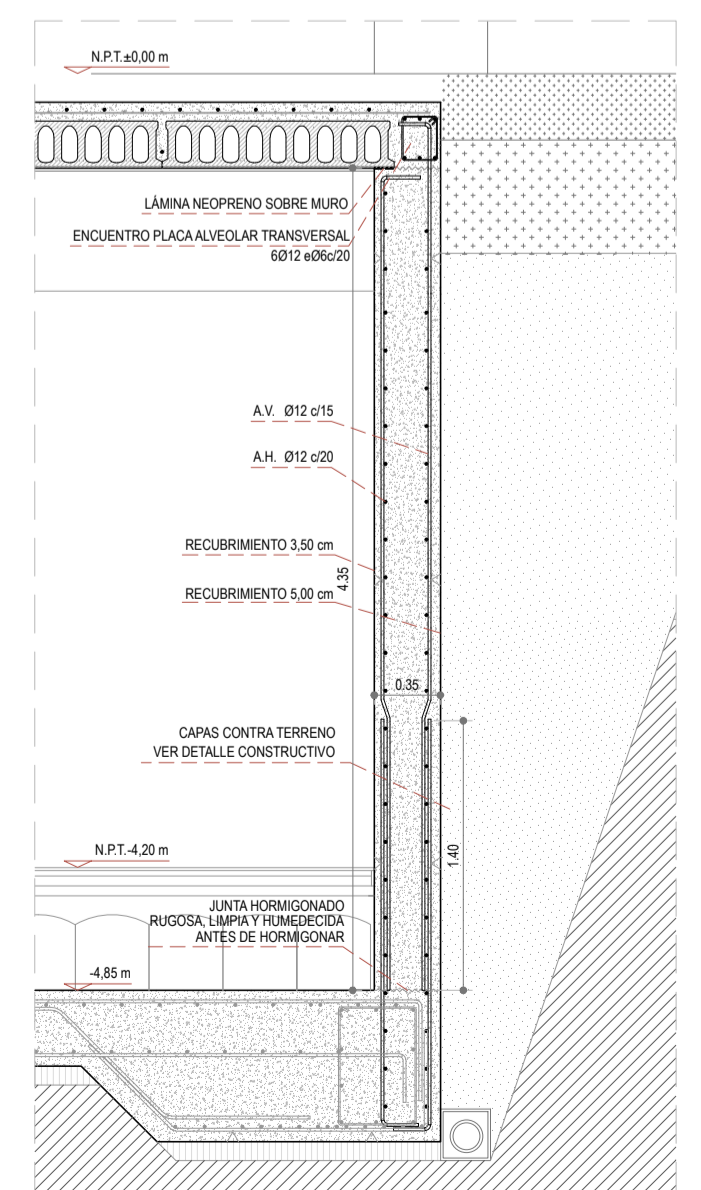 N.P.T.±0,00 m
LÁMINA NEOPRENO SOBRE MURO
ENCUENTRO PLACA ALVEOLAR TRANSVERSAL
6Ø12 eØ6c/20
A.V. Ø12 c/15
A.H. Ø12 c/20
RECUBRIMIENTO 3,50 cm
4.35
RECUBRIMIENTO 5,00 cm
0.35
CAPAS CONTRA TERRENO
VER DETALLE CONSTRUCTIVO
1.40
N.P.T.-4,20 m
JUNTA HORMIGONADO
RUGOSA, LIMPIA Y HUMEDECIDA
ANTES DE HORMIGONAR
-4,85 m